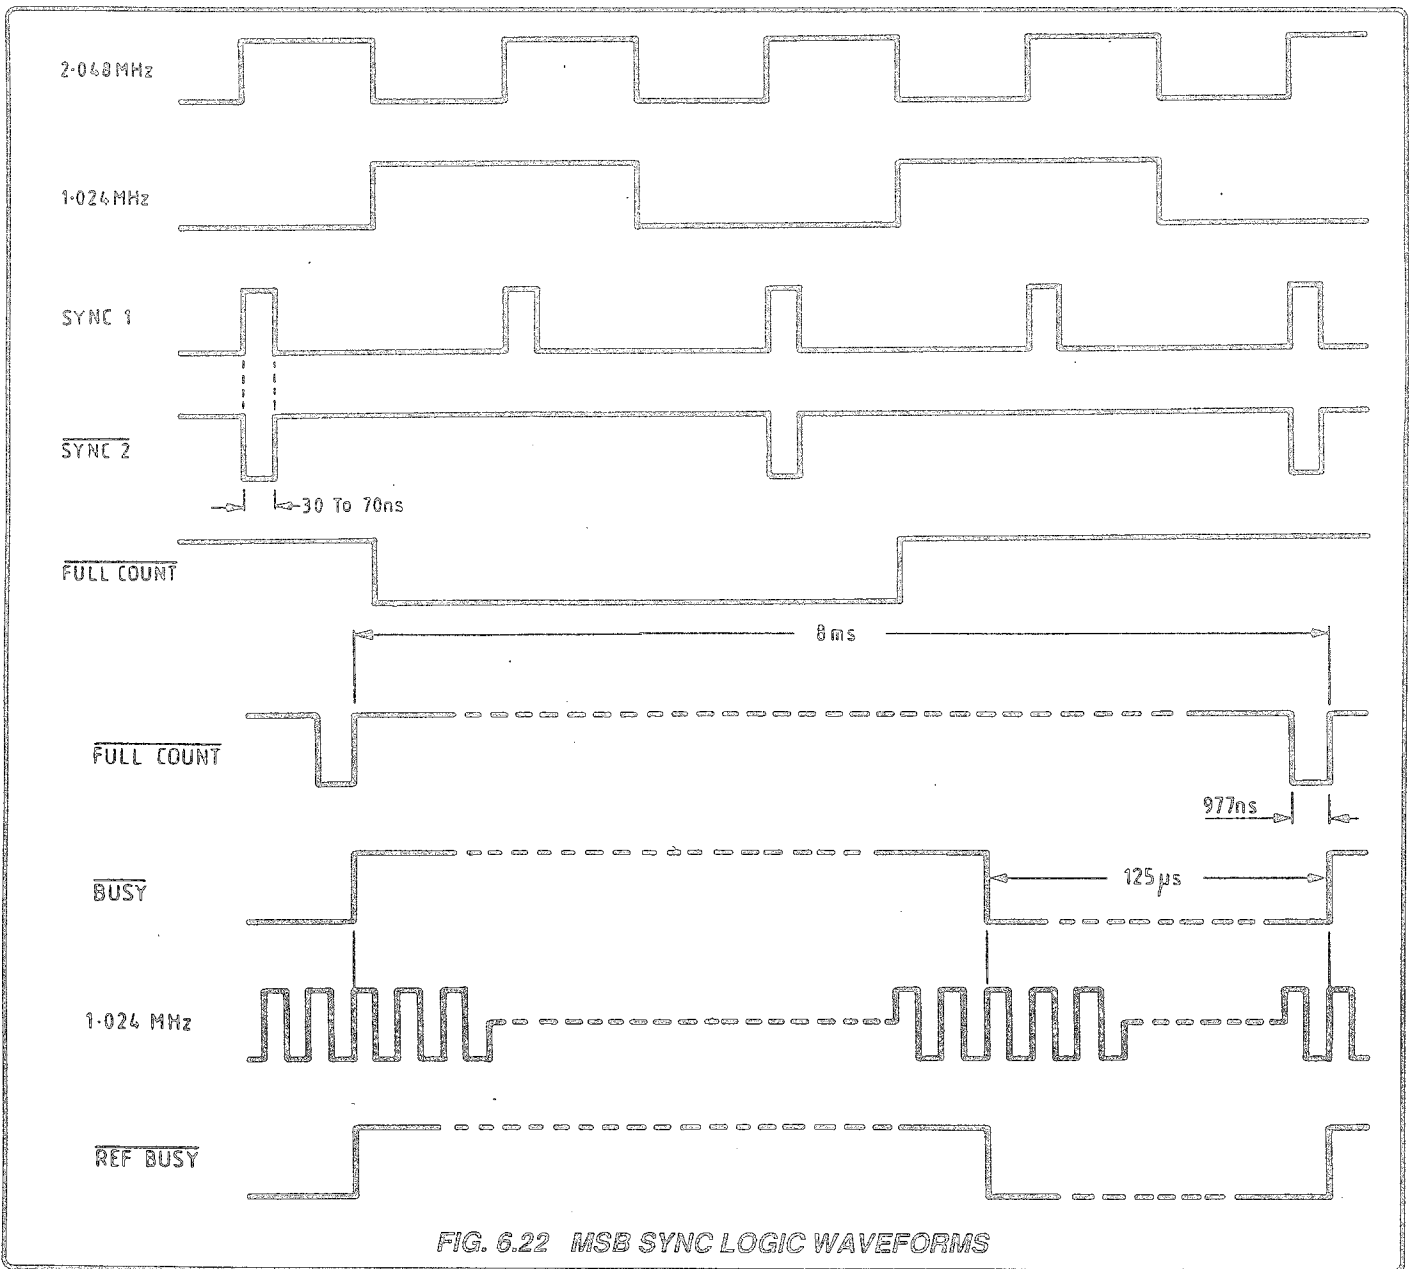 2·048MHz
1·024MHz
SYNC 1
SYNC 2
30 To 70ns
FULL COUNT
8ms
FULL COUNT
977ns
BUSY
125µs
1·024 MHz
REF BUSY
FIG. 6.22 MSB SYNC LOGIC WAVEFORMS